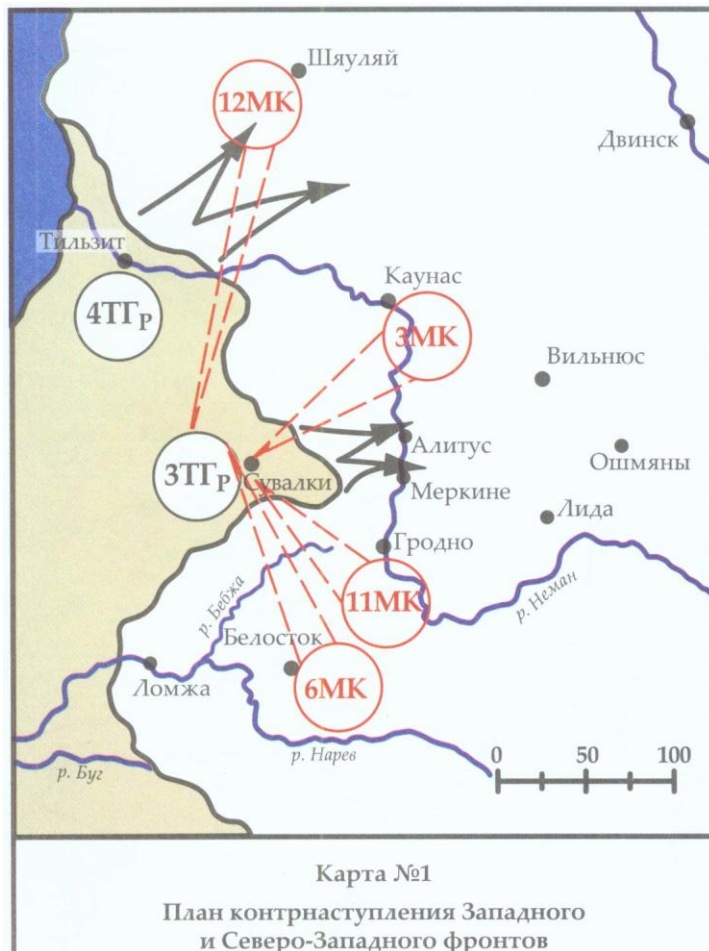 Шяуляй
12МК
Двинск
Тильзит
Каунас
4ТГр
3МК
Вильнюс
Алитус
Ошмяны
3ТГр
Сувалки
Меркине
Лида
Гродно
р. Бебжа
11МК
р. Неман
Белосток
6МК
Ломжа
р. Нарев
0 50 100
р. Буг
Карта №1
План контрнаступления Западного
и Северо-Западного фронтов